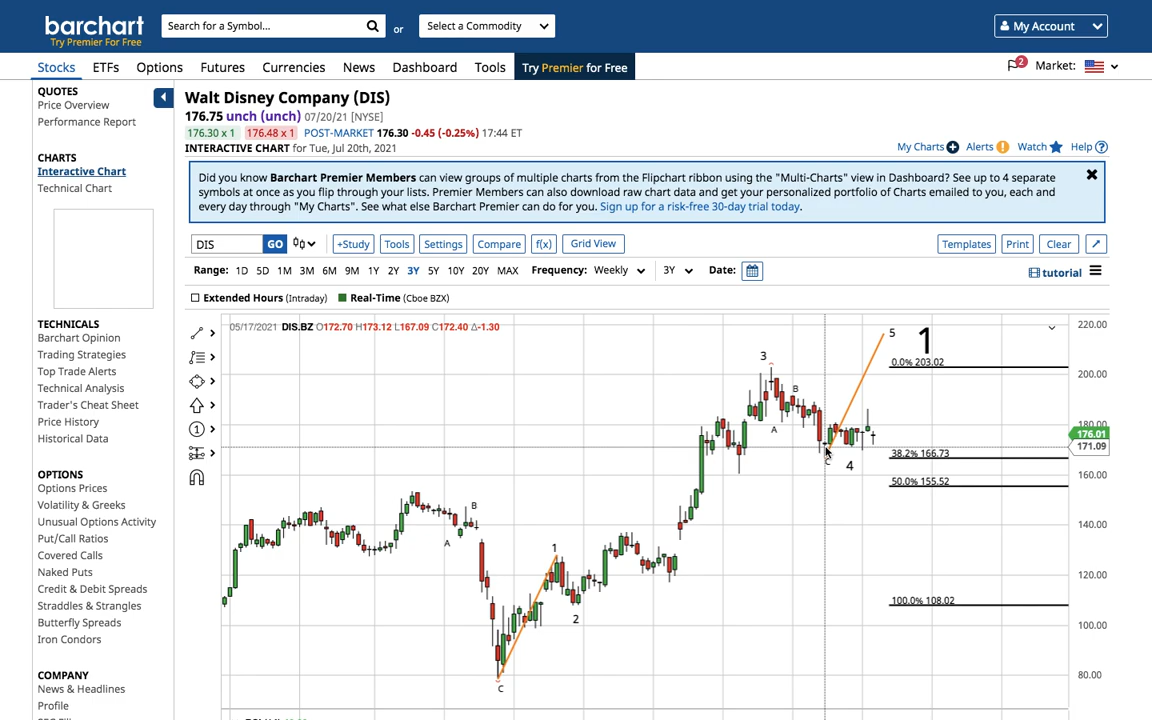 barchart
Try Premier For Free
Search for a Symbol...
or
Select a Commodity
My Account
Stocks ETFs Options Futures Currencies News Dashboard Tools Try Premier for Free
2 Market:
QUOTES
Price Overview
Performance Report
CHARTS
Interactive Chart
Technical Chart
TECHNICALS
Barchart Opinion
Trading Strategies
Top Trade Alerts
Technical Analysis
Trader's Cheat Sheet
Price History
Historical Data
OPTIONS
Options Prices
Volatility & Greeks
Unusual Options Activity
Put/Call Ratios
Covered Calls
Naked Puts
Credit & Debit Spreads
Straddles & Strangles
Butterfly Spreads
Iron Condors
COMPANY
News & Headlines
Profile
Walt Disney Company (DIS)
176.75 unch (unch) 07/20/21 [NYSE]
176.30 x 1 176.48 x 1 POST-MARKET 176.30 -0.45 (-0.25%) 17:44 ET
INTERACTIVE CHART for Tue, Jul 20th, 2021
My Charts Alerts Watch Help
Did you know Barchart Premier Members can view groups of multiple charts from the Flipchart ribbon using the "Multi-Charts" view in Dashboard? See up to 4 separate
symbols at once as you flip through your lists. Premier Members can also download raw chart data and get your personalized portfolio of Charts emailed to you, each and
every day through "My Charts". See what else Barchart Premier can do for you. Sign up for a risk-free 30-day trial today.
DIS GO +Study Tools Settings Compare f(x) Grid View Templates Print Clear
Range: 1D 5D 1M 3M 6M 9M 1Y 2Y 3Y 5Y 10Y 20Y MAX Frequency: Weekly 3Y Date: tutorial
Extended Hours (Intraday) Real-Time (Cboe BZX)
05/17/2021 DIS.BZ O172.70 H173.12 L167.09 C172.40 Δ-1.30
220.00
200.00
180.00
176.01
171.09
160.00
140.00
120.00
100.00
80.00
5
1
0.0% 203.02
3
B
A
38.2% 166.73
C
4
50.0% 155.52
B
A
1
100.0% 108.02
2
C